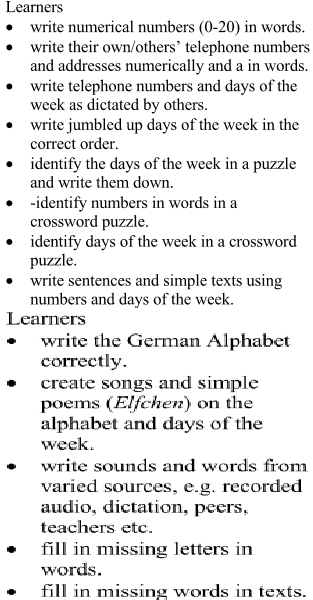 Learners
• write numerical numbers (0-20) in words.
• write their own/others' telephone numbers
and addresses numerically and a in words.
• write telephone numbers and days of the
week as dictated by others.
• write jumbled up days of the week in the
correct order.
• identify the days of the week in a puzzle
and write them down.
• -identify numbers in words in a
crossword puzzle.
• identify days of the week in a crossword
puzzle.
• write sentences and simple texts using
numbers and days of the week.
Learners
• write the German Alphabet
correctly.
• create songs and simple
poems (Elfchen) on the
alphabet and days of the
week.
• write sounds and words from
varied sources, e.g. recorded
audio, dictation, peers,
teachers etc.
• fill in missing letters in
words.
• fill in missing words in texts.